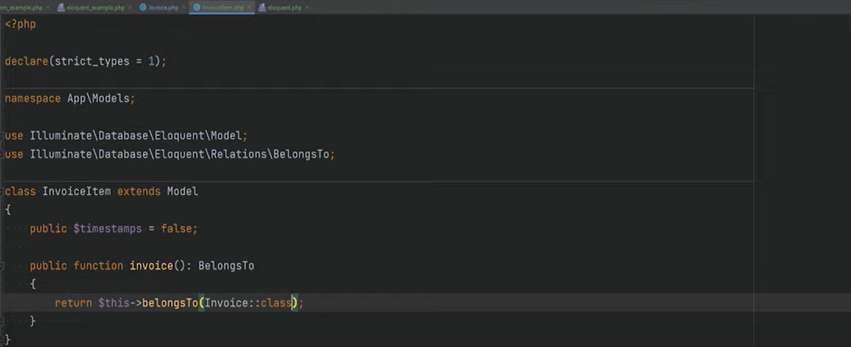 m_example.php eloquent_example.php Invoice.php InvoiceItem.php eloquent.php
<?php
declare(strict_types = 1);
namespace App\Models;
use Illuminate\Database\Eloquent\Model;
use Illuminate\Database\Eloquent\Relations\BelongsTo;
class InvoiceItem extends Model
{
public $timestamps = false;
public function invoice(): BelongsTo
{
return $this->belongsTo(Invoice::class);
}
}